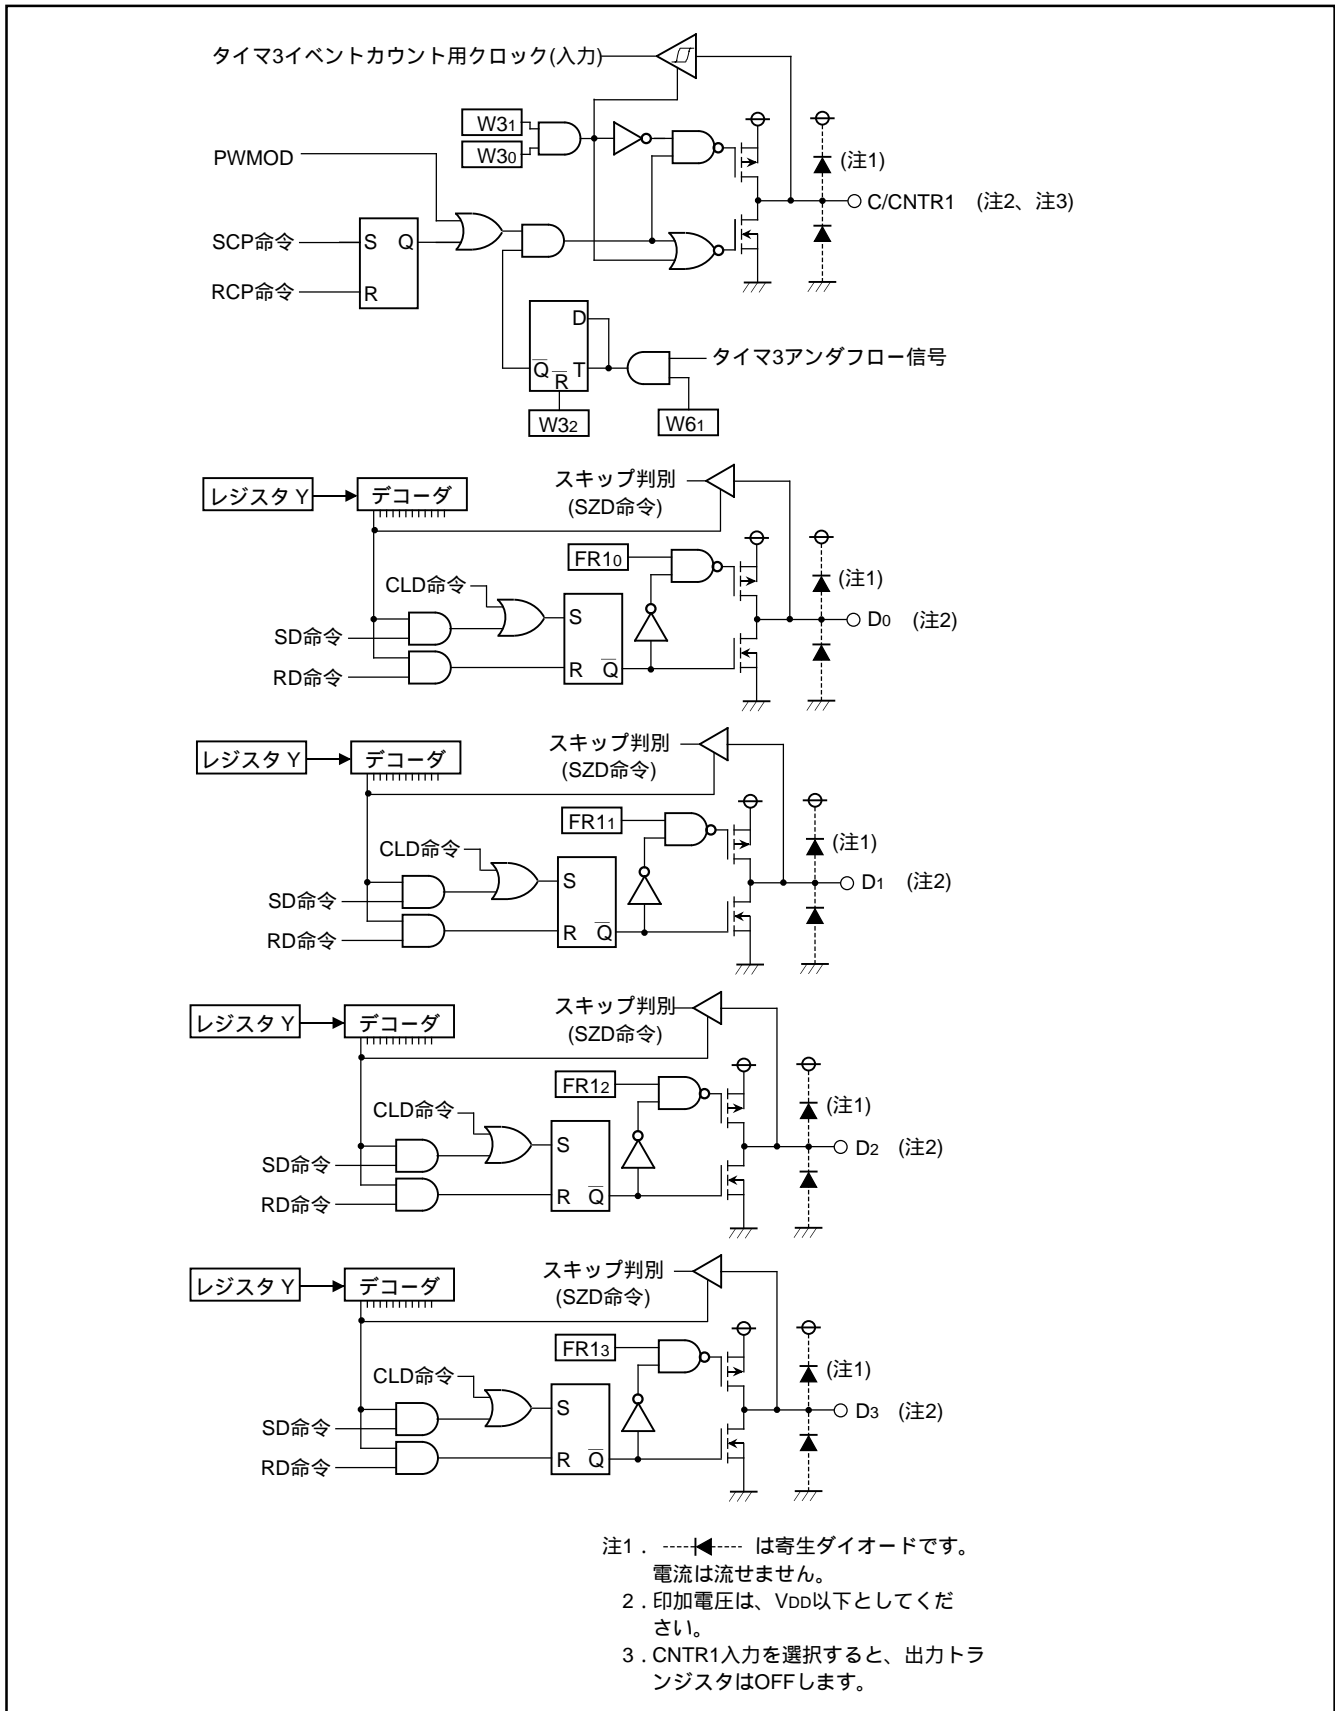 タイマ3イベントカウント用クロック(入力)
W31
W30
(注1)
PWMOD
C/CNTR1 (注2、注3)
SCP命令
S Q
RCP命令
R
D
Q R T
タイマ3アンダフロー信号
W32
W61
レジスタ Y
デコーダ
スキップ判別
(SZD命令)
FR10
(注1)
CLD命令
S
D0 (注2)
SD命令
R Q
RD命令
レジスタ Y
デコーダ
スキップ判別
(SZD命令)
FR11
(注1)
CLD命令
S
D1 (注2)
SD命令
R Q
RD命令
レジスタ Y
デコーダ
スキップ判別
(SZD命令)
FR12
(注1)
CLD命令
S
D2 (注2)
SD命令
R Q
RD命令
レジスタ Y
デコーダ
スキップ判別
(SZD命令)
FR13
(注1)
CLD命令
S
D3 (注2)
SD命令
R Q
RD命令
注1． は寄生ダイオードです。
電流は流せません。
2．印加電圧は、VDD以下としてくだ
さい。
3．CNTR1入力を選択すると、出力トラ
ンジスタはOFFします。